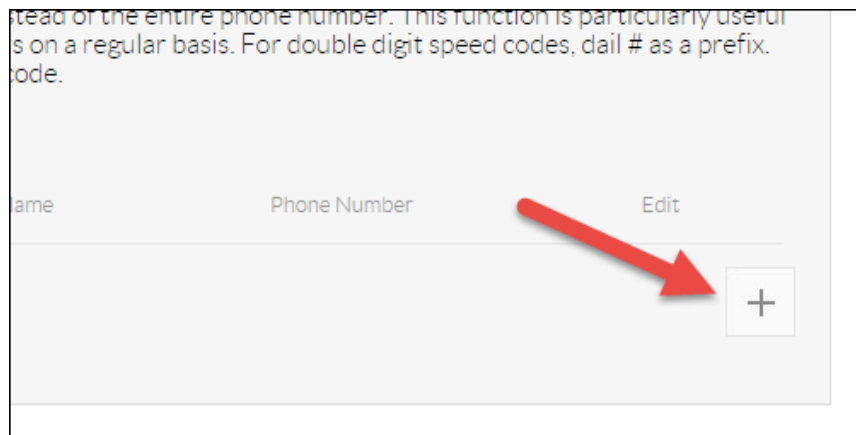 stead of the entire phone number. This function is particularly useful
s on a regular basis. For double digit speed codes, dail # as a prefix.
code.
Name Phone Number Edit
+